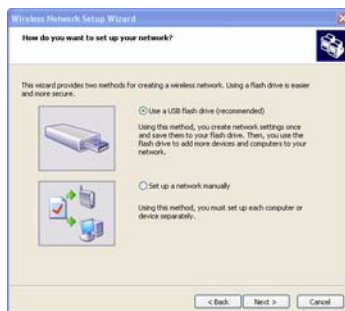 Wireless Network Setup Wizard
How do you want to set up your network?
This wizard provides two methods for creating a wireless network. Using a flash drive is easier
and more secure.
Use a USB flash drive (recommended)
Using this method, you create network settings once
and save them to your flash drive. Then, you use the
flash drive to add more devices and computers to your
network.
Set up a network manually
Using this method, you must set up each computer or
device separately.
< Back
Next >
Cancel